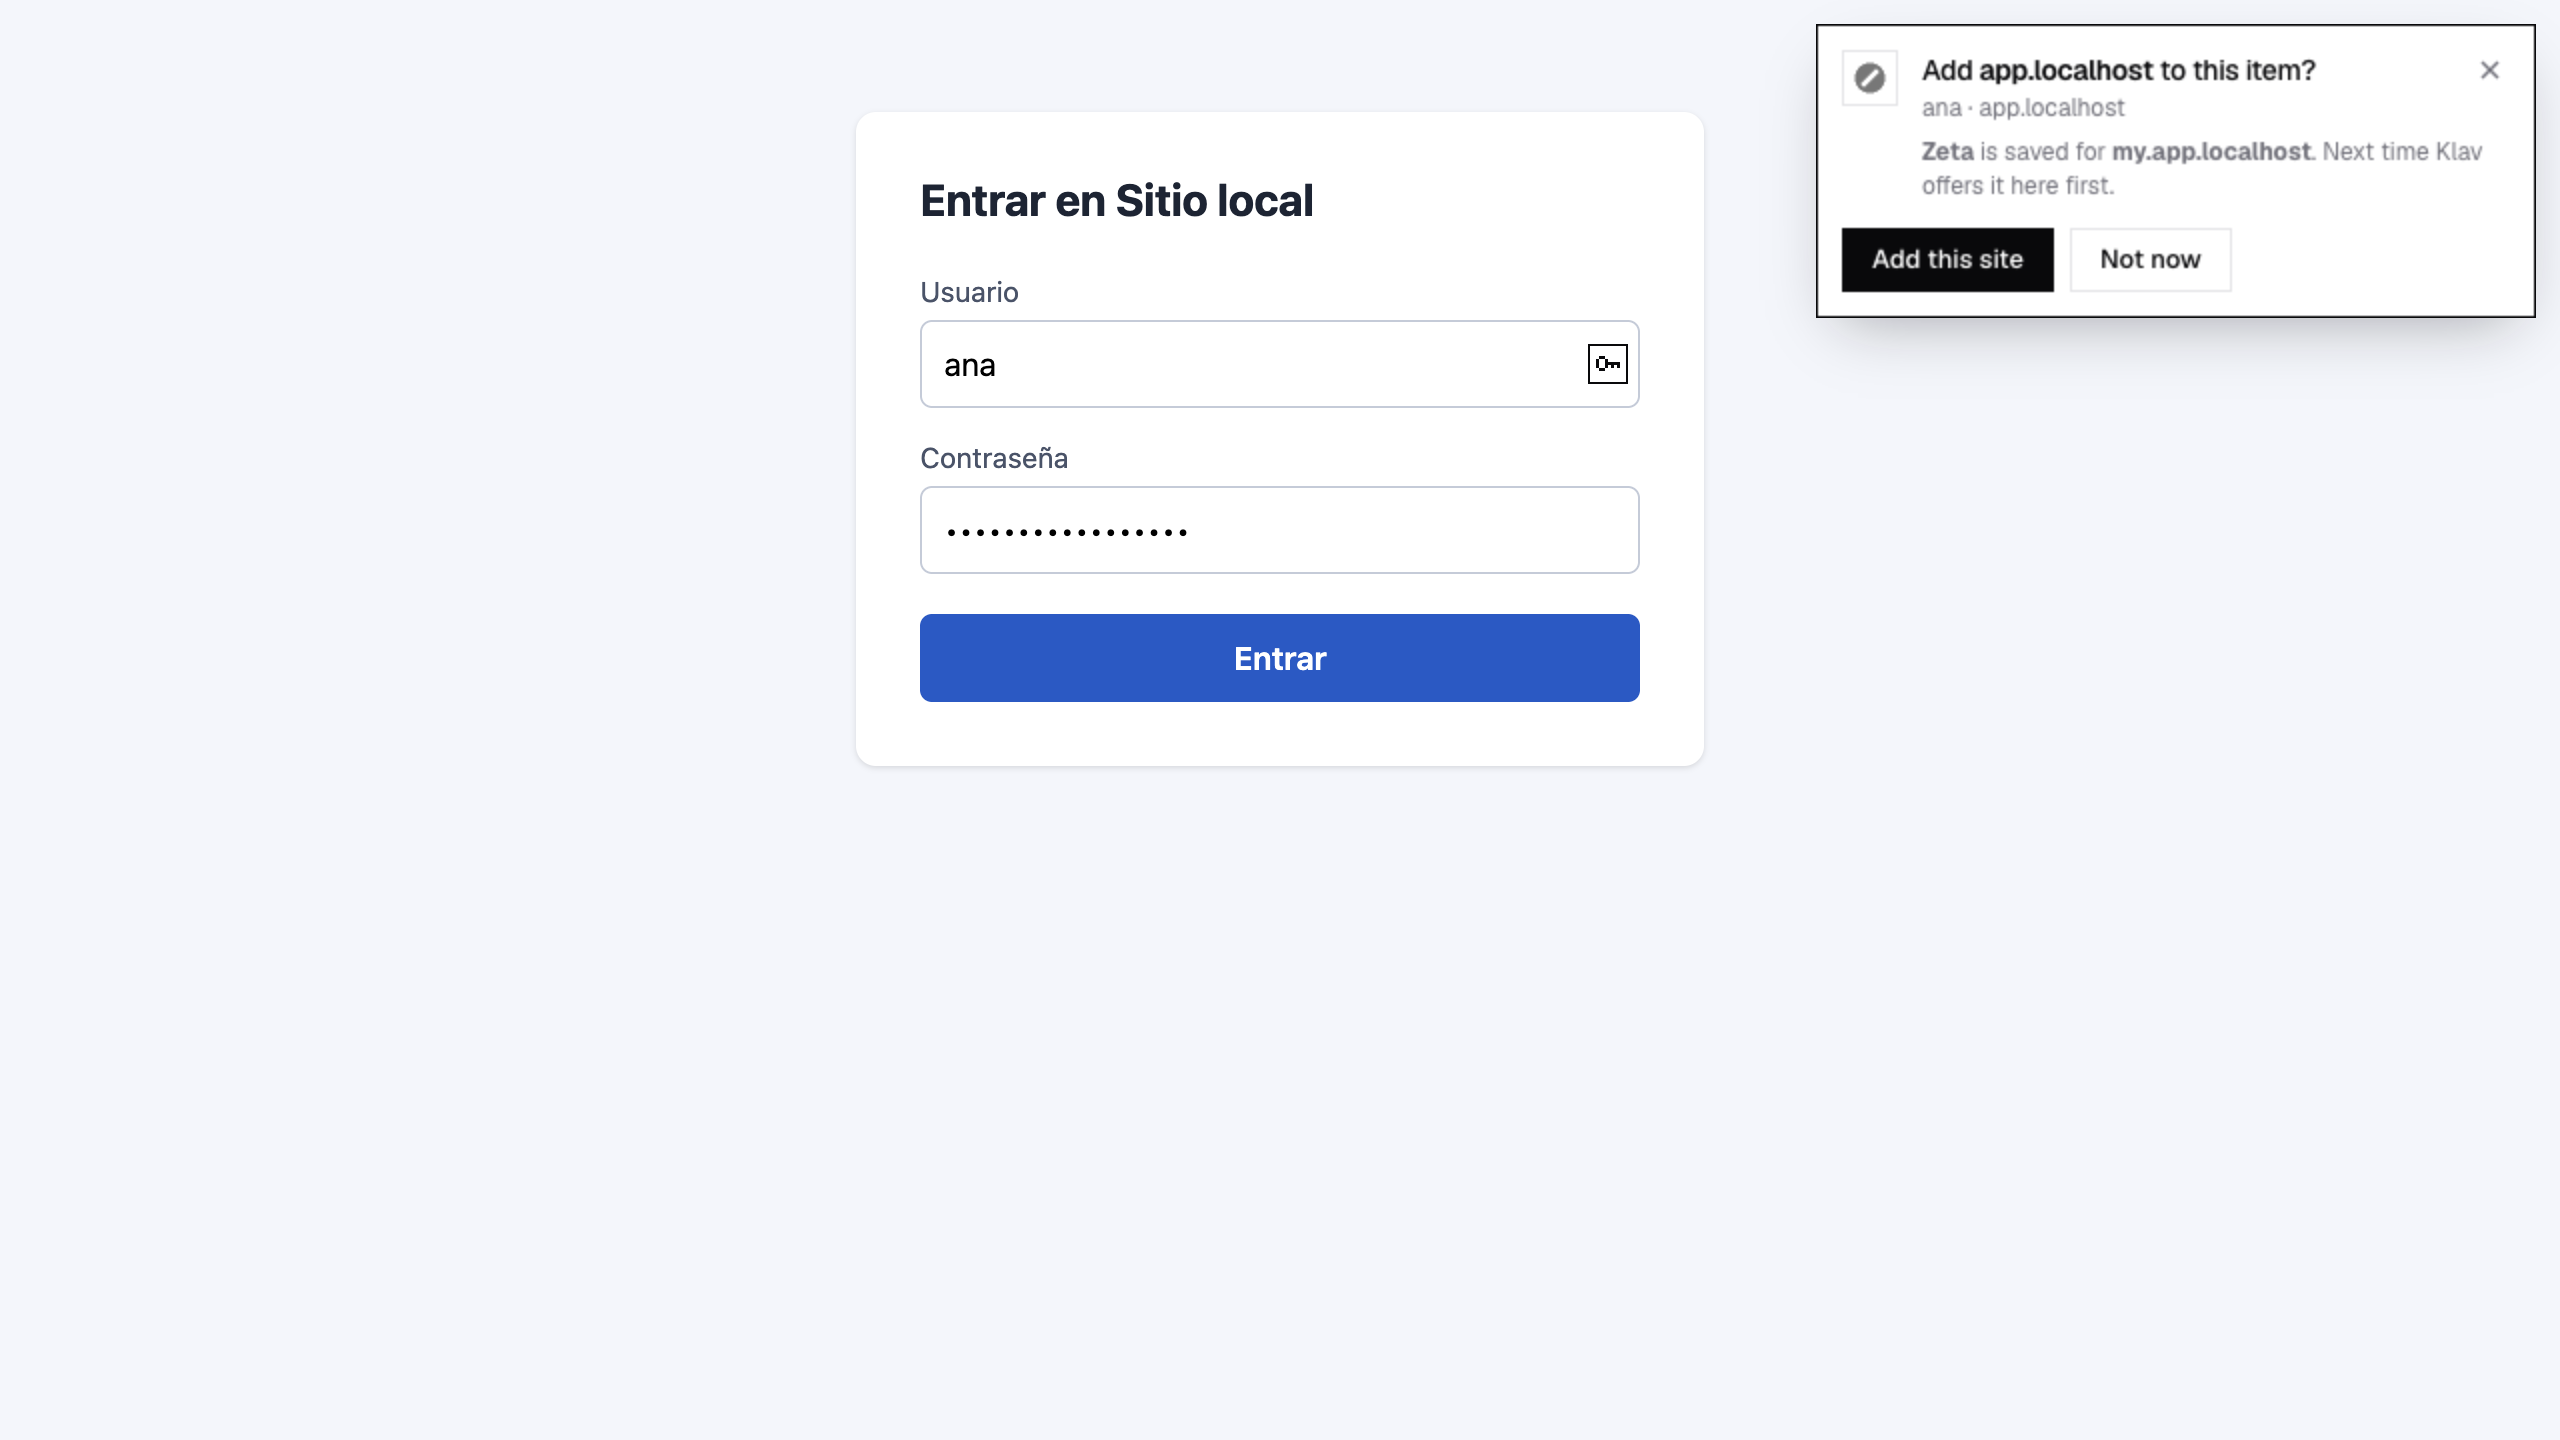 Entrar en Sitio local
Usuario
ana
Contraseña
•••••••••••••••••
Entrar
Add app.localhost to this item?
ana · app.localhost
Zeta is saved for my.app.localhost. Next time Klav
offers it here first.
Add this site
Not now